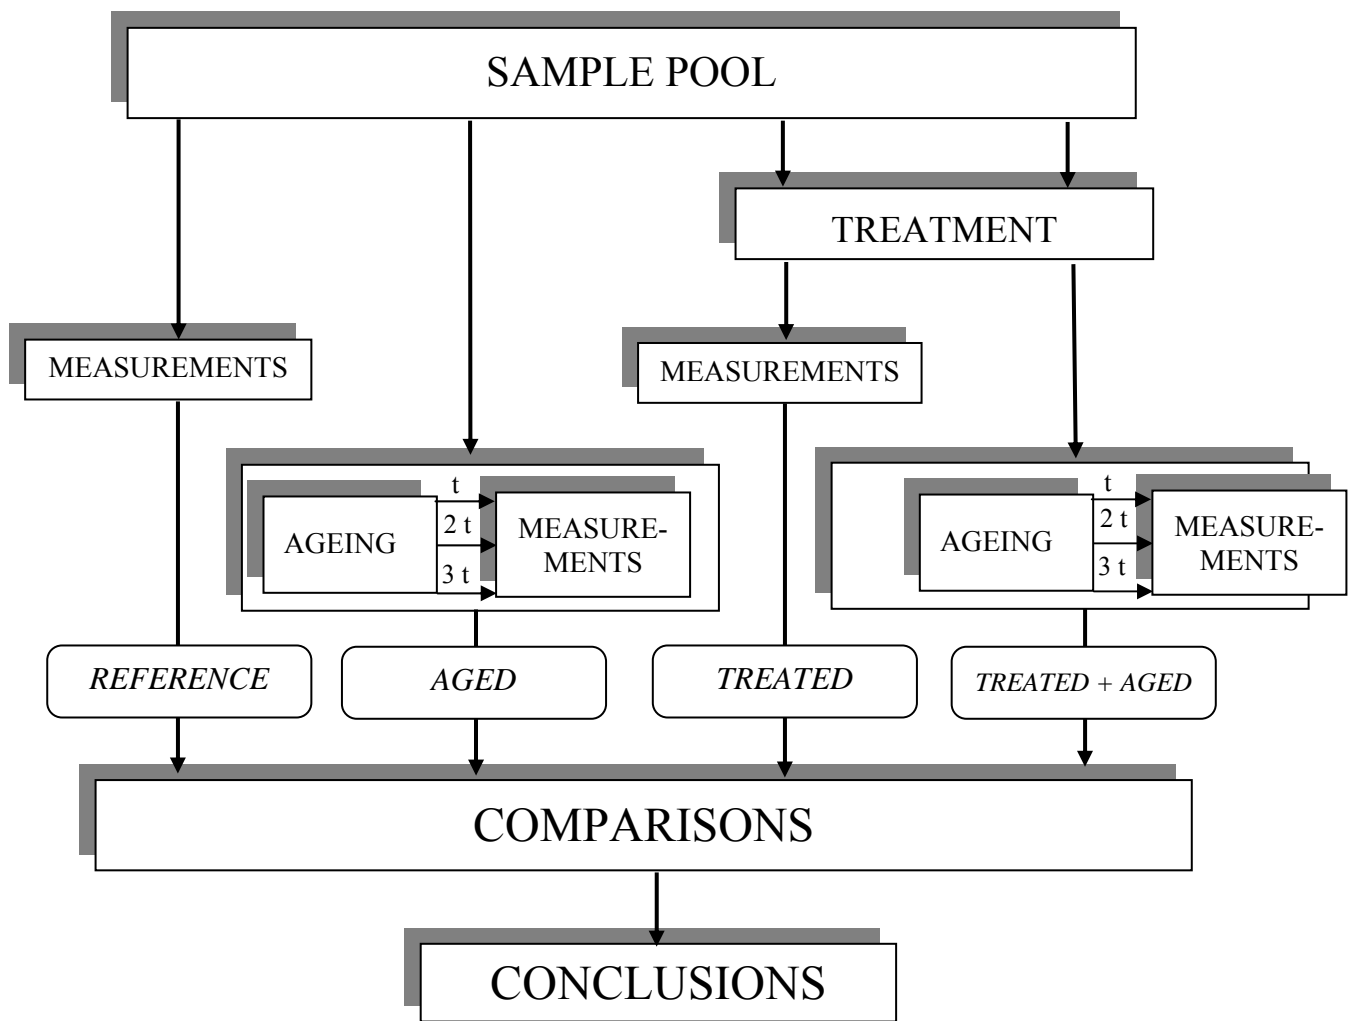 SAMPLE POOL
TREATMENT
MEASUREMENTS
MEASUREMENTS
AGEING
t
2 t
3 t
MEASURE-
MENTS
AGEING
t
2 t
3 t
MEASURE-
MENTS
REFERENCE
AGED
TREATED
TREATED + AGED
COMPARISONS
CONCLUSIONS